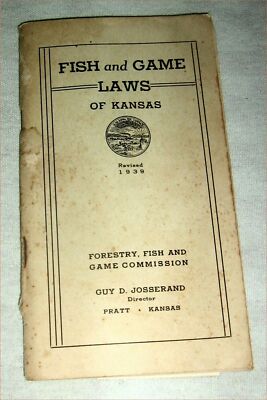 FISH and GAME
LAWS
OF KANSAS
Revised
1939
FORESTRY, FISH AND
GAME COMMISSION
GUY D. JOSSERAND
Director
PRATT • KANSAS